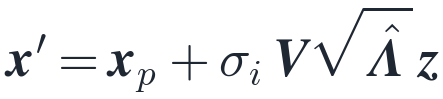 x′ = xₚ + σᵢ V √Λ̂ z